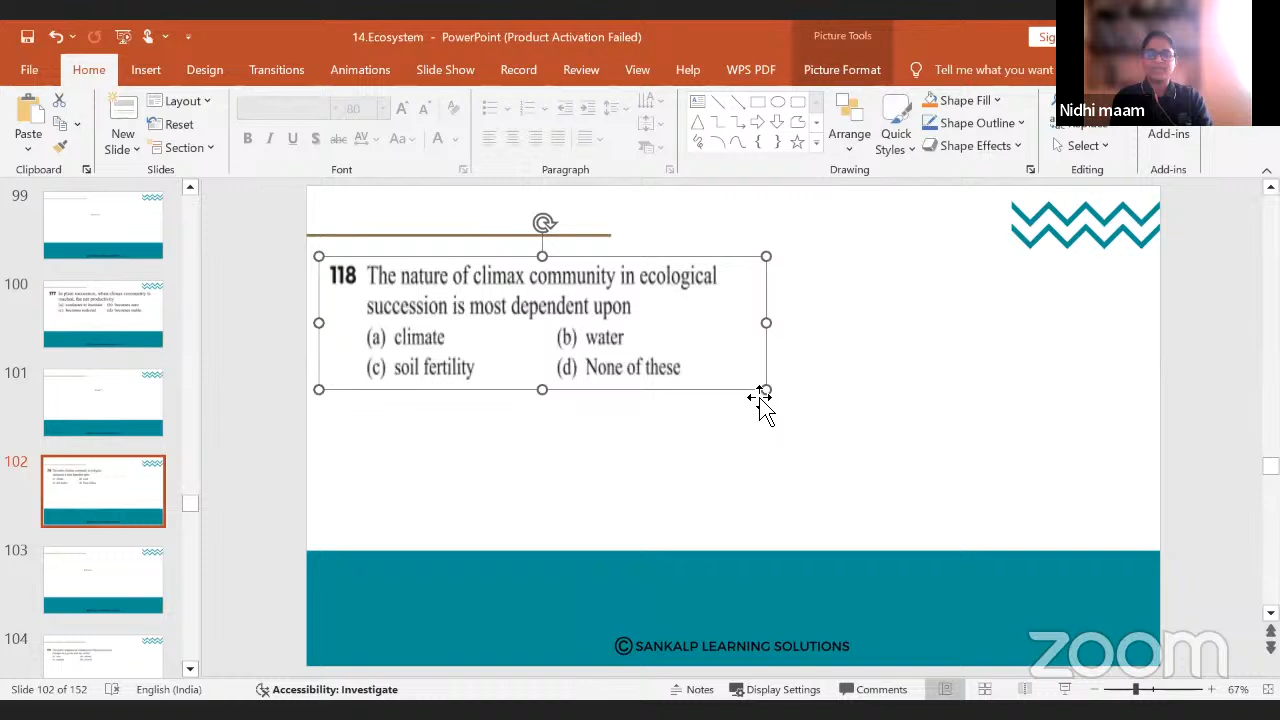 14.Ecosystem - PowerPoint (Product Activation Failed)
Picture Tools
Nidhi maam
File Home Insert Design Transitions Animations Slide Show Record Review View Help WPS PDF Picture Format Tell me what you want
Paste
New Slide
Layout
Reset
Section
80
B I U S abc AV Aa A
Arrange
Quick Styles
Shape Fill
Shape Outline
Shape Effects
Select
Add-ins
Clipboard Slides Font Paragraph Drawing Editing Add-ins
99
100
101
102
103
104
118 The nature of climax community in ecological
succession is most dependent upon
(a) climate (b) water
(c) soil fertility (d) None of these
© SANKALP LEARNING SOLUTIONS
zoom
Slide 102 of 152 English (India) Accessibility: Investigate Notes Display Settings Comments 67%